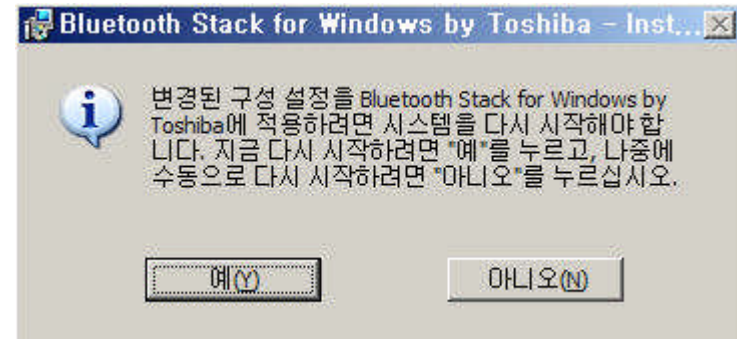 Bluetooth Stack for Windows by Toshiba - Inst...
변경된 구성 설정을 Bluetooth Stack for Windows by
Toshiba에 적용하려면 시스템을 다시 시작해야 합
니다. 지금 다시 시작하려면 "예"를 누르고, 나중에
수동으로 다시 시작하려면 "아니오"를 누르십시오.
예(Y)
아니오(N)